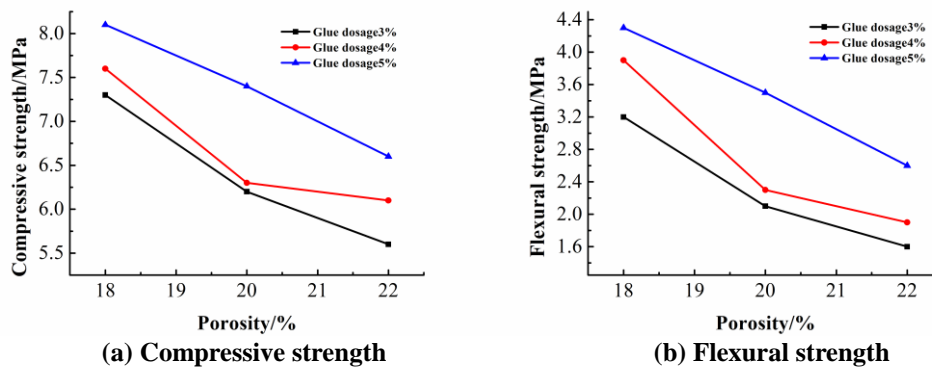 Compressive strength/MPa
8.0
7.5
7.0
6.5
6.0
5.5
18 19 20 21 22
Porosity/%
Glue dosage3%
Glue dosage4%
Glue dosage5%
(a) Compressive strength
Flexural strength/MPa
4.4
4.0
3.6
3.2
2.8
2.4
2.0
1.6
18 19 20 21 22
Porosity/%
Glue dosage3%
Glue dosage4%
Glue dosage5%
(b) Flexural strength